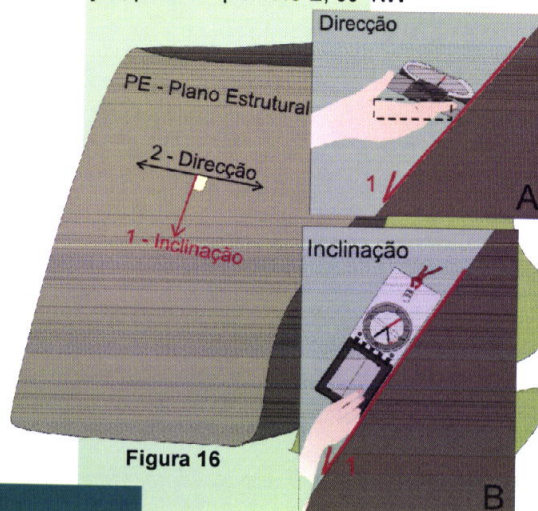 Direcção
PE - Plano Estrutural
2 - Direcção
1 - Inclinação
1
A
Inclinação
1
B
Figura 16